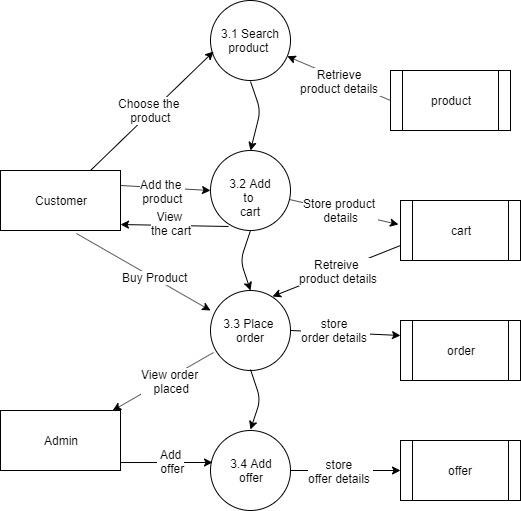 3.1 Search
product
Retrieve
product details
product
Choose the
product
Customer
Add the
product
3.2 Add
to
cart
View
the cart
Store product
details
cart
Retreive
product details
Buy Product
3.3 Place
order
store
order details
order
View order
placed
Admin
Add
offer
3.4 Add
offer
store
offer details
offer